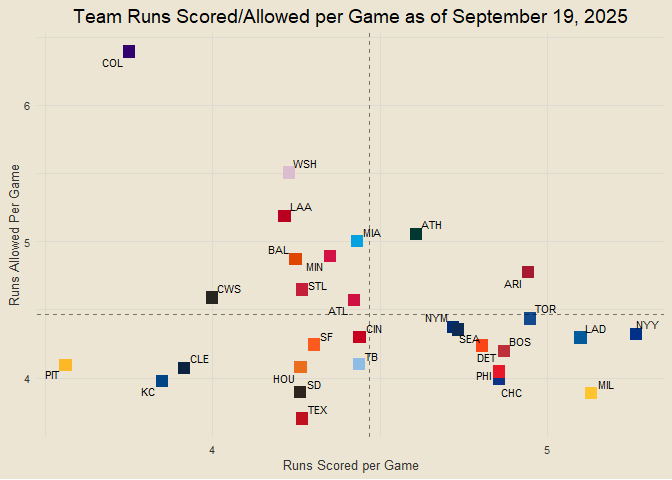 Team Runs Scored/Allowed per Game as of September 19, 2025
COL
6
WSH
LAA
ATH
MIA
5
BAL
MIN
ARI
CWS
STL
ATL
TOR
NYM
CIN
LAD
NYY
SF
SEA
BOS
CLE
TB
DET
PIT
HOU
PHI
4
KC
SD
MIL
CHC
TEX
4
5
Runs Scored per Game
Runs Allowed Per Game